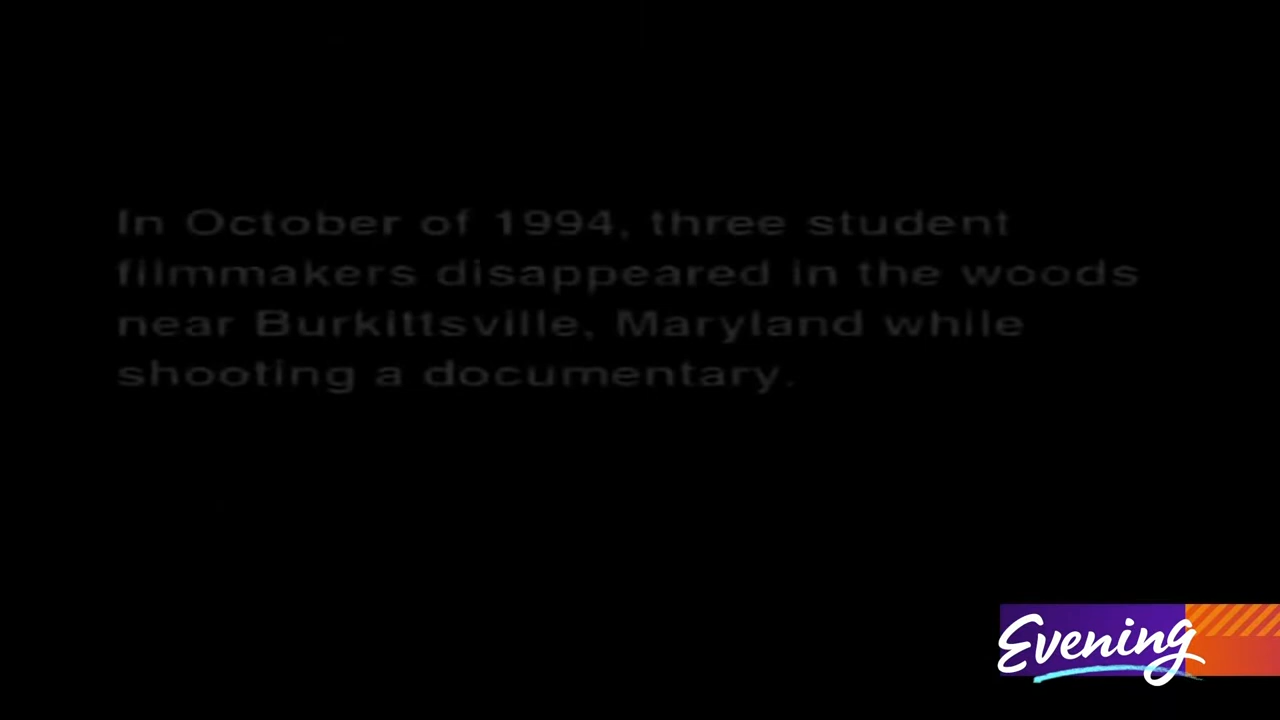 In October of 1994, three student
filmmakers disappeared in the woods
near Burkittsville, Maryland while
shooting a documentary.
Evening